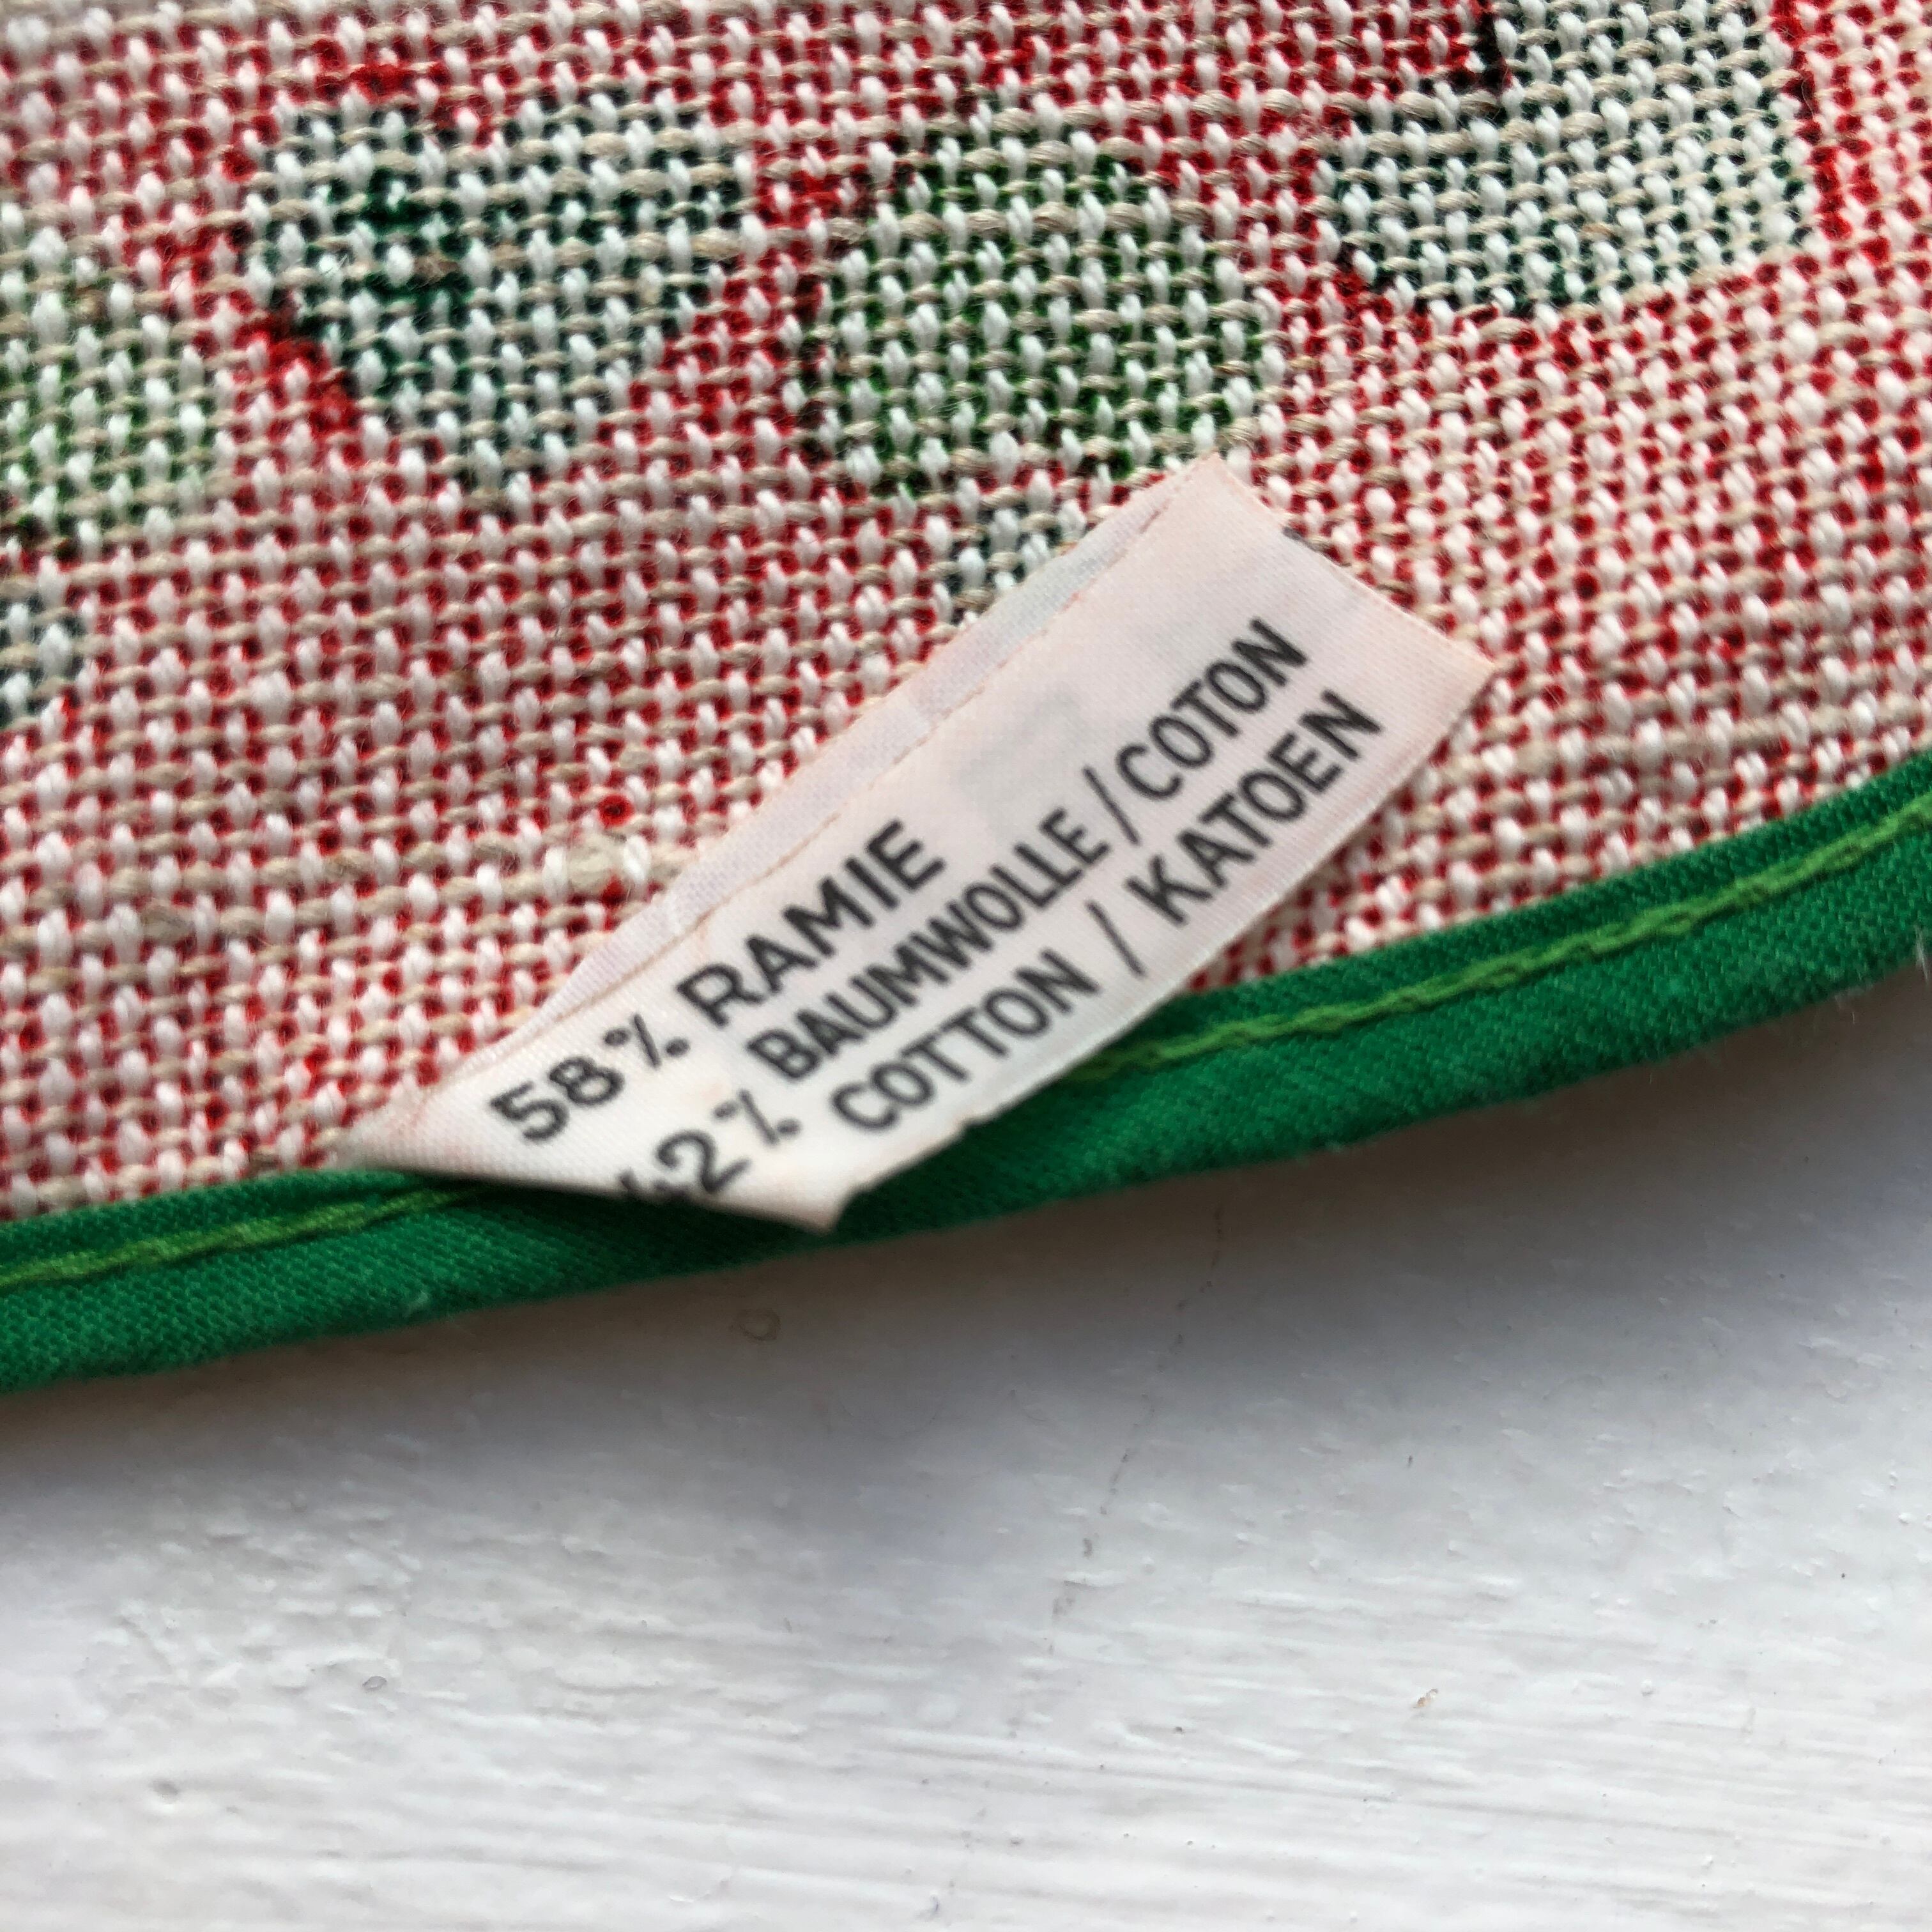 58% RAMIE
42% BAUMWOLLE/COTON
COTTON / KATOEN